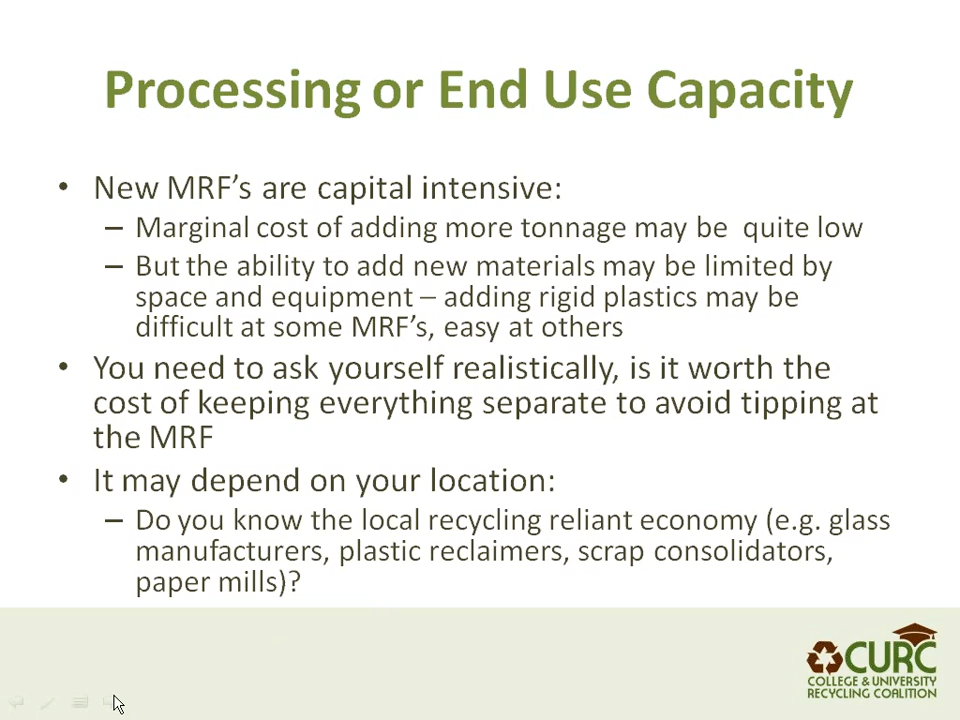 Processing or End Use Capacity
• New MRF’s are capital intensive:
– Marginal cost of adding more tonnage may be quite low
– But the ability to add new materials may be limited by
space and equipment – adding rigid plastics may be
difficult at some MRF’s, easy at others
• You need to ask yourself realistically, is it worth the
cost of keeping everything separate to avoid tipping at
the MRF
• It may depend on your location:
– Do you know the local recycling reliant economy (e.g. glass
manufacturers, plastic reclaimers, scrap consolidators,
paper mills)?
CURC
COLLEGE & UNIVERSITY
RECYCLING COALITION